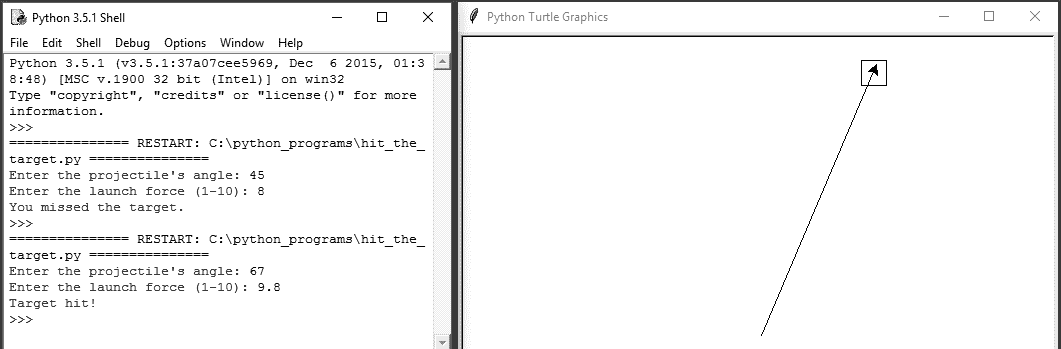 Python 3.5.1 Shell
File Edit Shell Debug Options Window Help
Python 3.5.1 (v3.5.1:37a07cee5969, Dec  6 2015, 01:3
8:48) [MSC v.1900 32 bit (Intel)] on win32
Type "copyright", "credits" or "license()" for more
information.
>>>
=============== RESTART: C:\python_programs\hit_the_
target.py ===============
Enter the projectile's angle: 45
Enter the launch force (1-10): 8
You missed the target.
>>>
=============== RESTART: C:\python_programs\hit_the_
target.py ===============
Enter the projectile's angle: 67
Enter the launch force (1-10): 9.8
Target hit!
>>>
Python Turtle Graphics